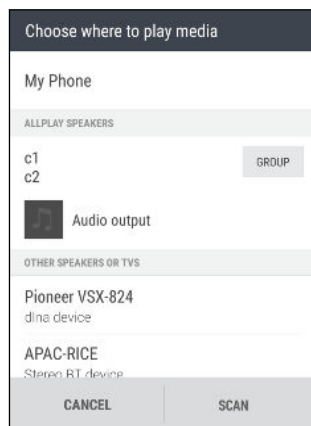 Choose where to play media
My Phone
ALLPLAY SPEAKERS
c1
GROUP
c2
Audio output
OTHER SPEAKERS OR TVS
Pioneer VSX-824
dlna device
APAC-RICE
Stereo BT device
CANCEL SCAN